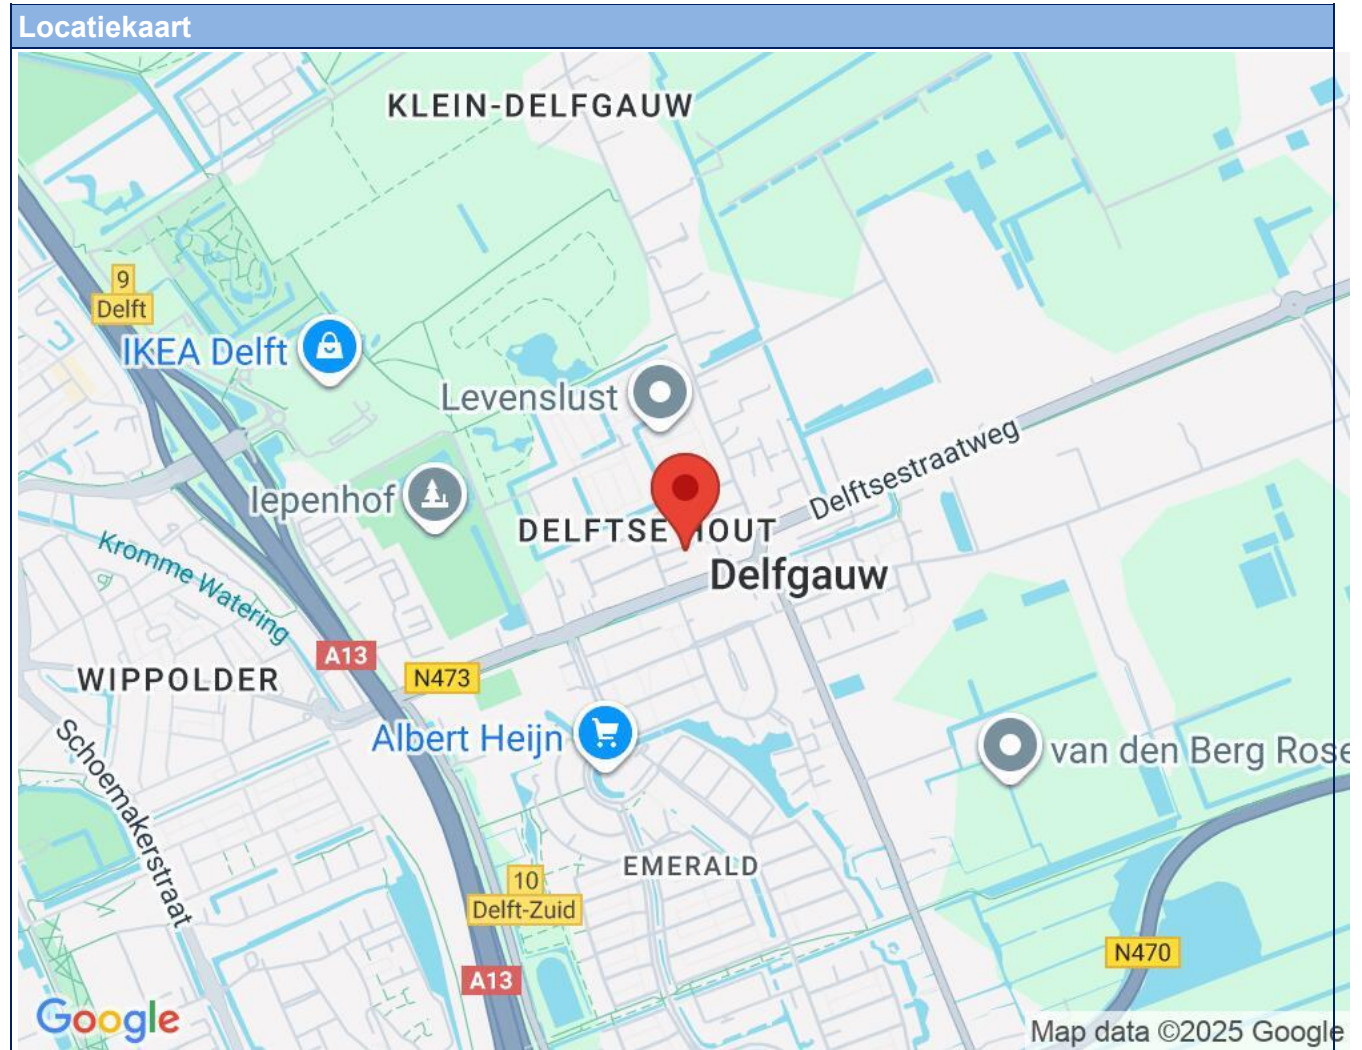 Locatiekaart
KLEIN-DELFGAUW
9
Delft
IKEA Delft
Levenslust
Delftsestraatweg
Iepenhof
DELFTSE HOUT
Delfgauw
Kromme Watering
A13
N473
WIPPOLDER
Albert Heijn
van den Berg Rose
Schoemakerstraat
EMERALD
10
Delft-Zuid
N470
A13
Google
Map data ©2025 Google